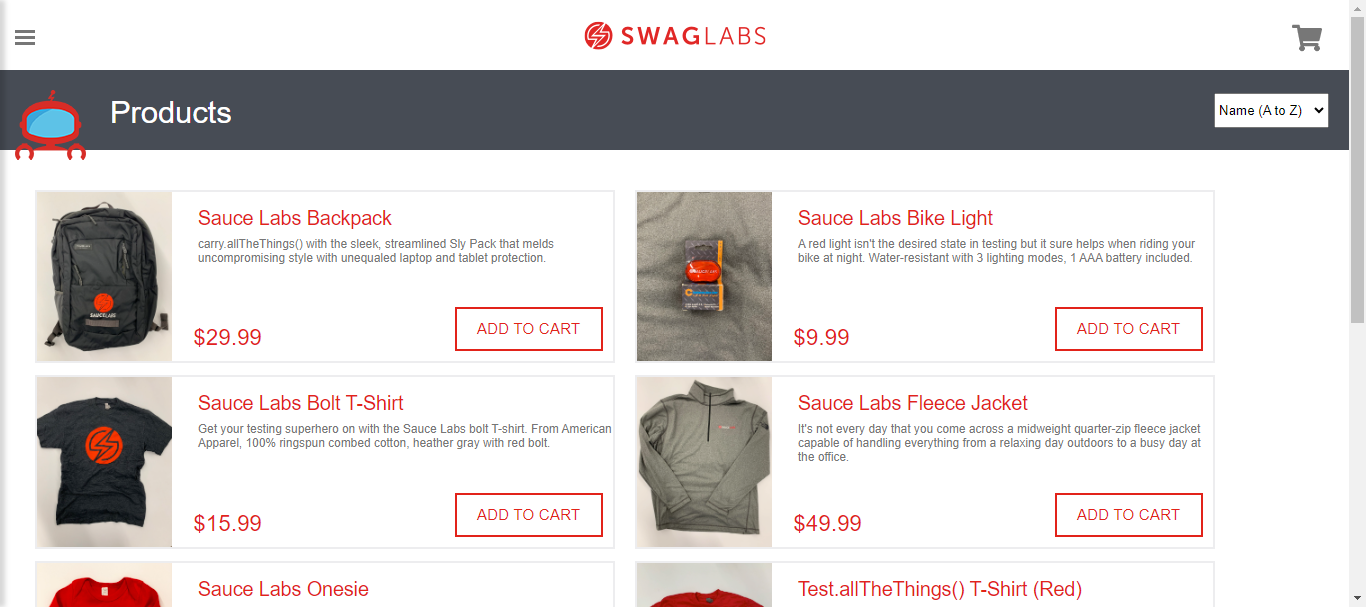 SWAGLABS
Products
Name (A to Z)
Sauce Labs Backpack
carry.allTheThings() with the sleek, streamlined Sly Pack that melds
uncompromising style with unequaled laptop and tablet protection.
$29.99
ADD TO CART
SAUCELABS
Sauce Labs Bike Light
A red light isn't the desired state in testing but it sure helps when riding your
bike at night. Water-resistant with 3 lighting modes, 1 AAA battery included.
$9.99
ADD TO CART
SAUCELABS
Sauce Labs Bolt T-Shirt
Get your testing superhero on with the Sauce Labs bolt T-shirt. From American
Apparel, 100% ringspun combed cotton, heather gray with red bolt.
$15.99
ADD TO CART
Sauce Labs Fleece Jacket
It's not every day that you come across a midweight quarter-zip fleece jacket
capable of handling everything from a relaxing day outdoors to a busy day at
the office.
$49.99
ADD TO CART
Sauce Labs Onesie
Test.allTheThings() T-Shirt (Red)